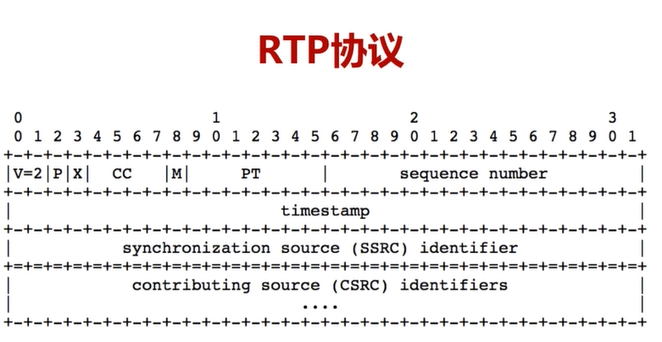 RTP协议
0                   1                   2                   3
0 1 2 3 4 5 6 7 8 9 0 1 2 3 4 5 6 7 8 9 0 1 2 3 4 5 6 7 8 9 0 1
+-+-+-+-+-+-+-+-+-+-+-+-+-+-+-+-+-+-+-+-+-+-+-+-+-+-+-+-+-+-+-+-+
|V=2|P|X|  CC   |M|     PT      |       sequence number         |
+-+-+-+-+-+-+-+-+-+-+-+-+-+-+-+-+-+-+-+-+-+-+-+-+-+-+-+-+-+-+-+-+
|                           timestamp                           |
+-+-+-+-+-+-+-+-+-+-+-+-+-+-+-+-+-+-+-+-+-+-+-+-+-+-+-+-+-+-+-+-+
|           synchronization source (SSRC) identifier            |
+=+=+=+=+=+=+=+=+=+=+=+=+=+=+=+=+=+=+=+=+=+=+=+=+=+=+=+=+=+=+=+=+
|            contributing source (CSRC) identifiers             |
|                             ....                              |
+-+-+-+-+-+-+-+-+-+-+-+-+-+-+-+-+-+-+-+-+-+-+-+-+-+-+-+-+-+-+-+-+